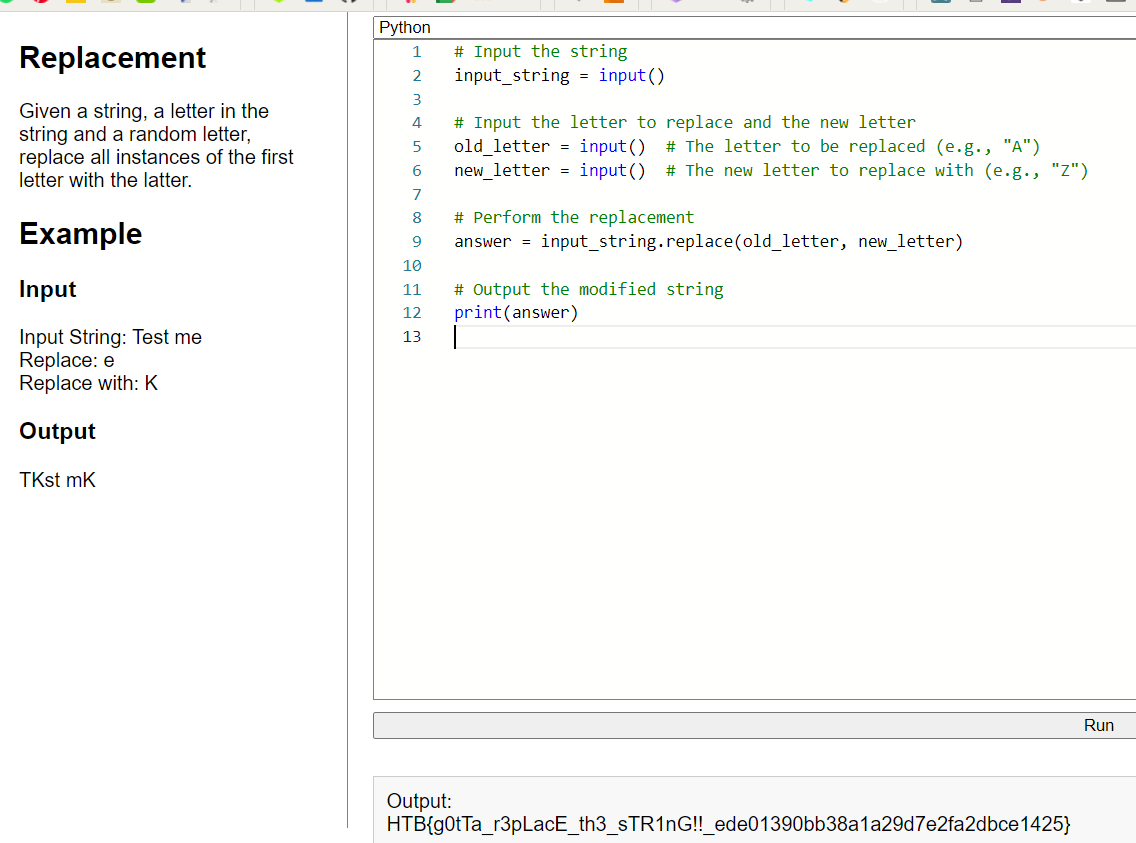 Replacement
Given a string, a letter in the
string and a random letter,
replace all instances of the first
letter with the latter.
Example
Input
Input String: Test me
Replace: e
Replace with: K
Output
TKst mK
Python
1 # Input the string
2 input_string = input()
3
4 # Input the letter to replace and the new letter
5 old_letter = input()  # The letter to be replaced (e.g., "A")
6 new_letter = input()  # The new letter to replace with (e.g., "Z")
7
8 # Perform the replacement
9 answer = input_string.replace(old_letter, new_letter)
10
11 # Output the modified string
12 print(answer)
13
Run
Output:
HTB{g0tTa_r3pLacE_th3_sTR1nG!!_ede01390bb38a1a29d7e2fa2dbce1425}